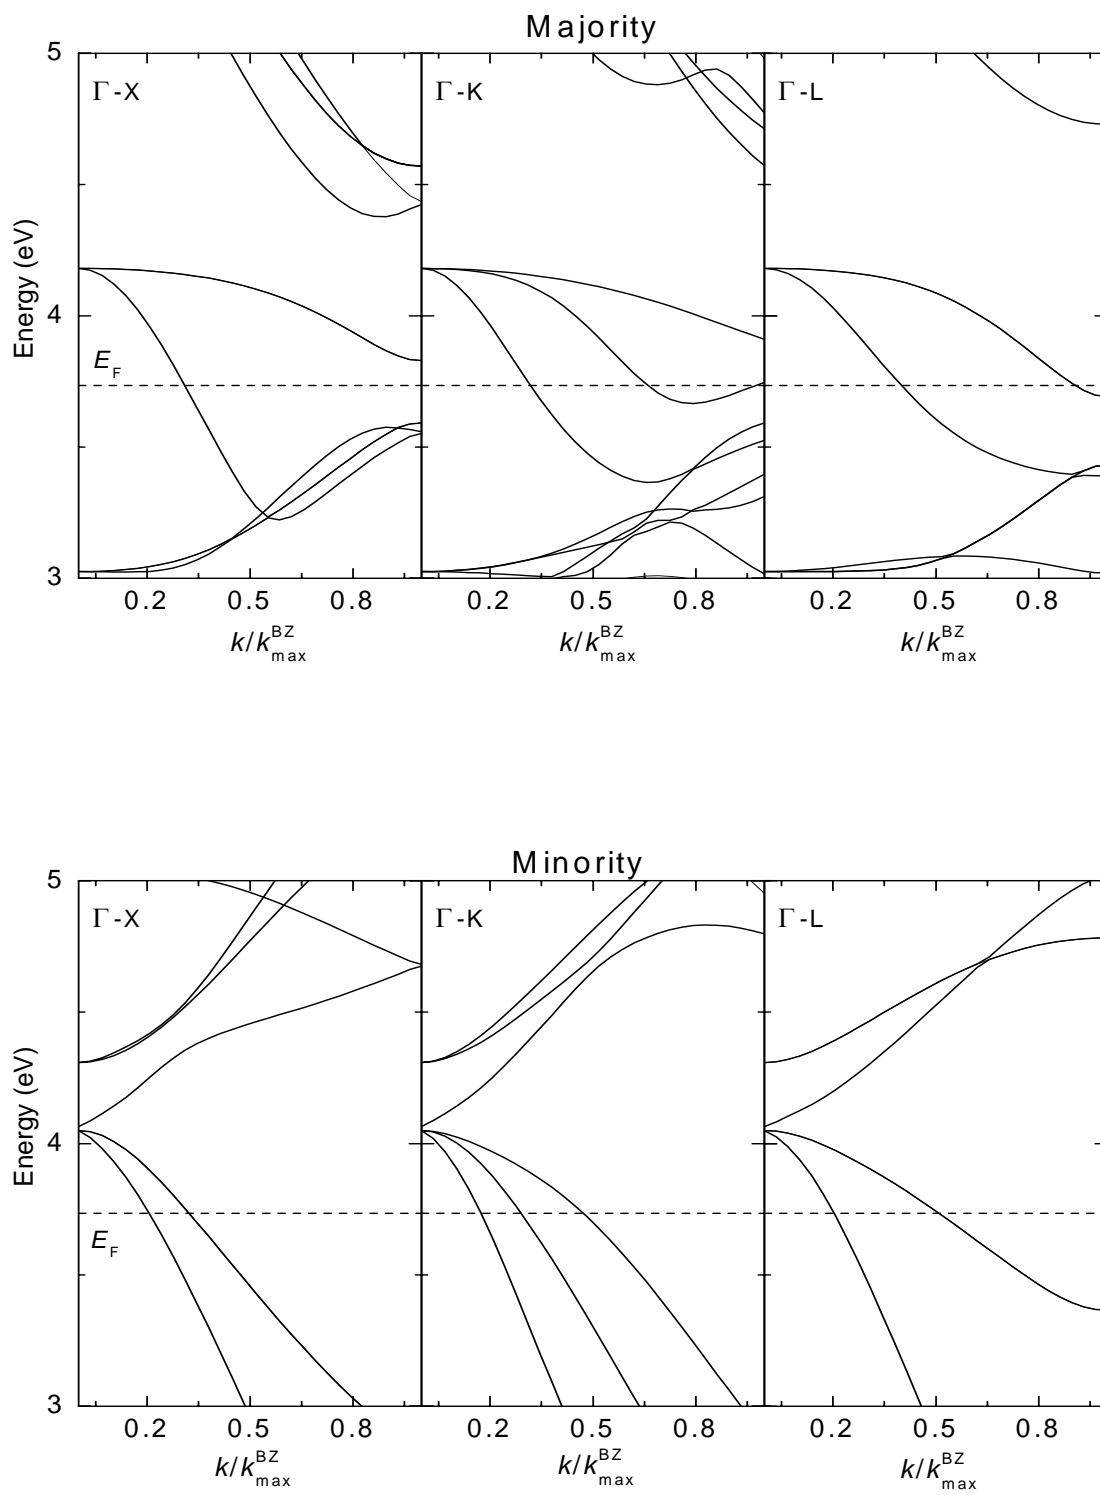 Majority
5
Γ-X
Γ-K
Γ-L
Energy (eV)
4
E_F
3
0.2 0.5 0.8
0.2 0.5 0.8
0.2 0.5 0.8
k/k_max^BZ
k/k_max^BZ
k/k_max^BZ
Minority
5
Γ-X
Γ-K
Γ-L
Energy (eV)
4
E_F
3
0.2 0.5 0.8
0.2 0.5 0.8
0.2 0.5 0.8
k/k_max^BZ
k/k_max^BZ
k/k_max^BZ